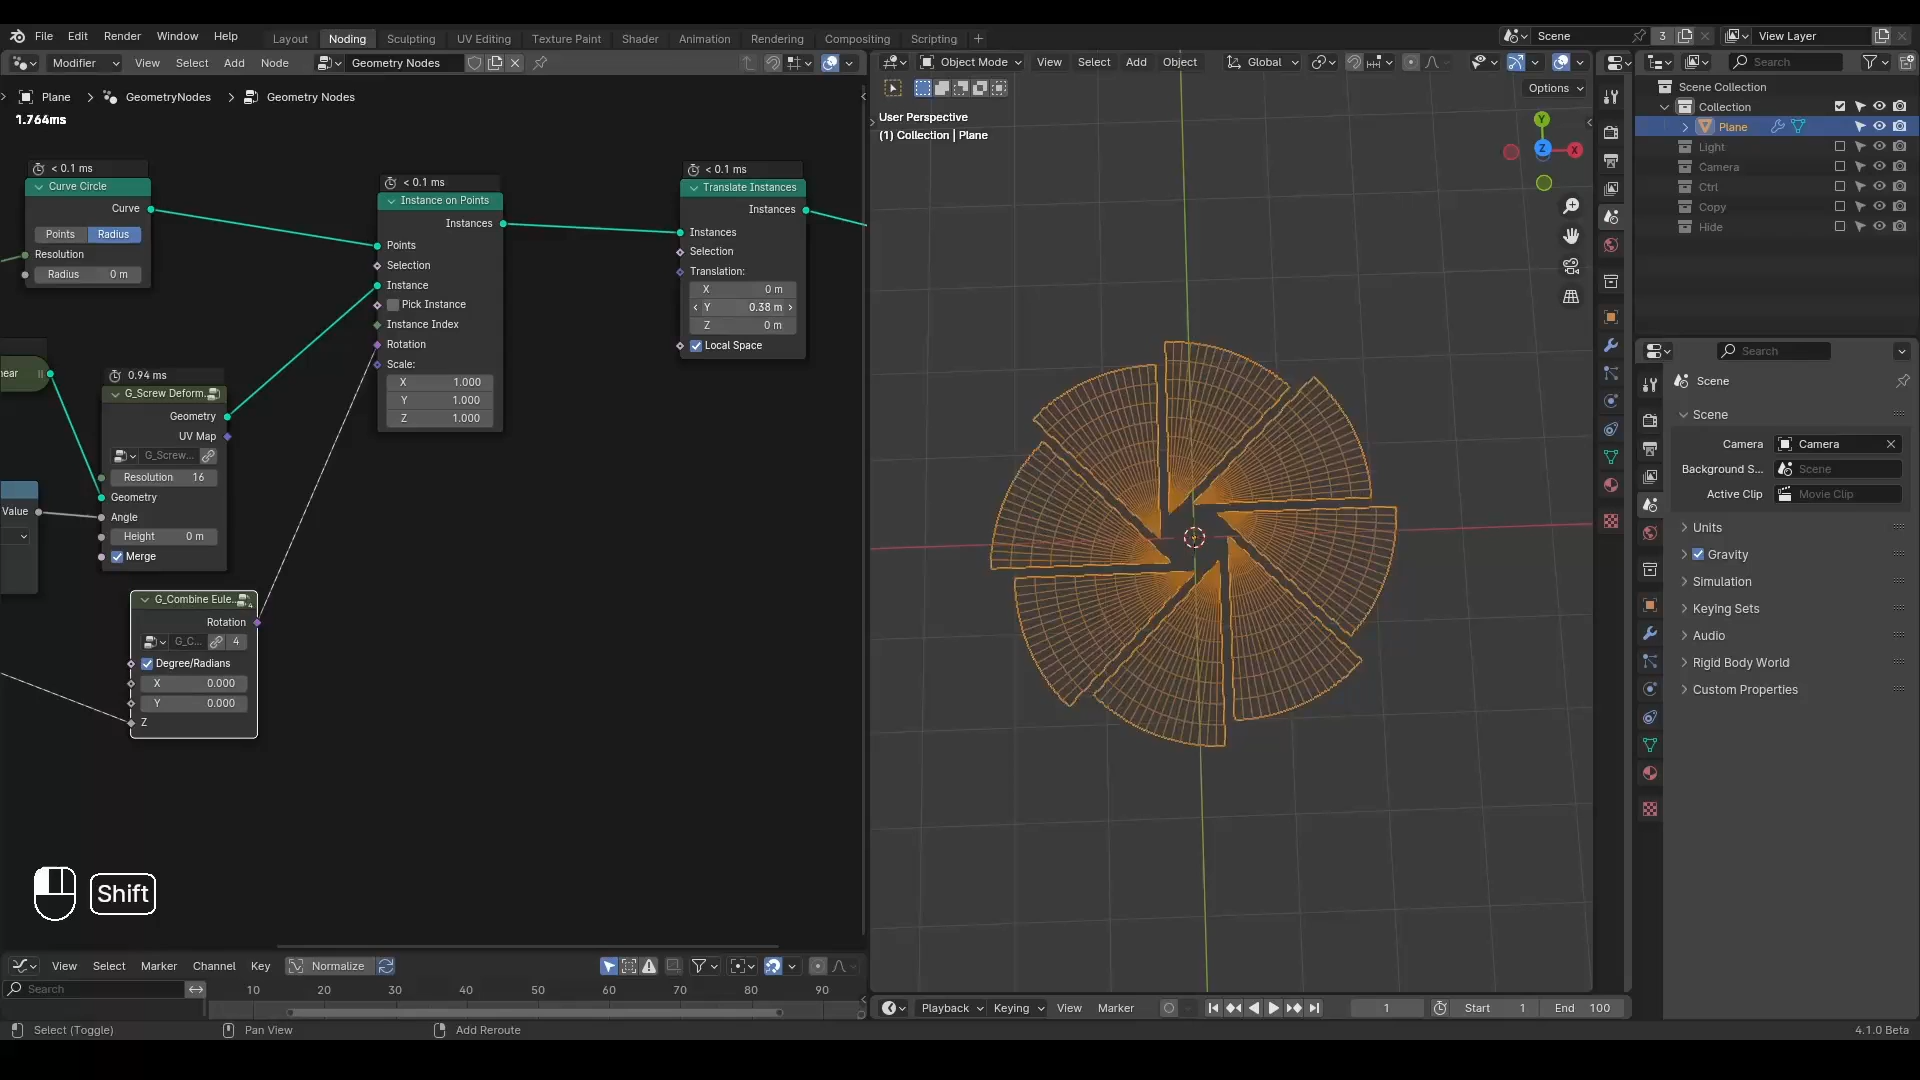 File Edit Render Window Help Layout Noding Sculpting UV Editing Texture Paint Shader Animation Rendering Compositing Scripting + Scene 3 View Layer
Modifier View Select Add Node Geometry Nodes Object Mode View Select Add Object Global Search
Options
Plane GeometryNodes Geometry Nodes
1.764ms
User Perspective
(1) Collection | Plane
Y
Z
X
Scene Collection
Collection
Plane
Light
Camera
Ctrl
Copy
Hide
< 0.1 ms
Curve Circle
Curve
Points Radius
Resolution
Radius 0 m
< 0.1 ms
Instance on Points
Instances
Points
Selection
Instance
Pick Instance
Instance Index
Rotation
Scale:
X 1.000
Y 1.000
Z 1.000
< 0.1 ms
Translate Instances
Instances
Instances
Selection
Translation:
X 0 m
Y 0.38 m
Z 0 m
Local Space
near
Value
0.94 ms
G_Screw Deform..
Geometry
UV Map
G_Screw...
Resolution 16
Geometry
Angle
Height 0 m
Merge
G_Combine Eule..
Rotation
G_C... 4
Degree/Radians
X 0.000
Y 0.000
Z
Search
Scene
Scene
Camera Camera
Background S... Scene
Active Clip Movie Clip
Units
Gravity
Simulation
Keying Sets
Audio
Rigid Body World
Custom Properties
Shift
View Select Marker Channel Key Normalize
Search
10 20 30 40 50 60 70 80 90
Playback Keying View Marker 1 Start 1 End 100
Select (Toggle) Pan View Add Reroute 4.1.0 Beta